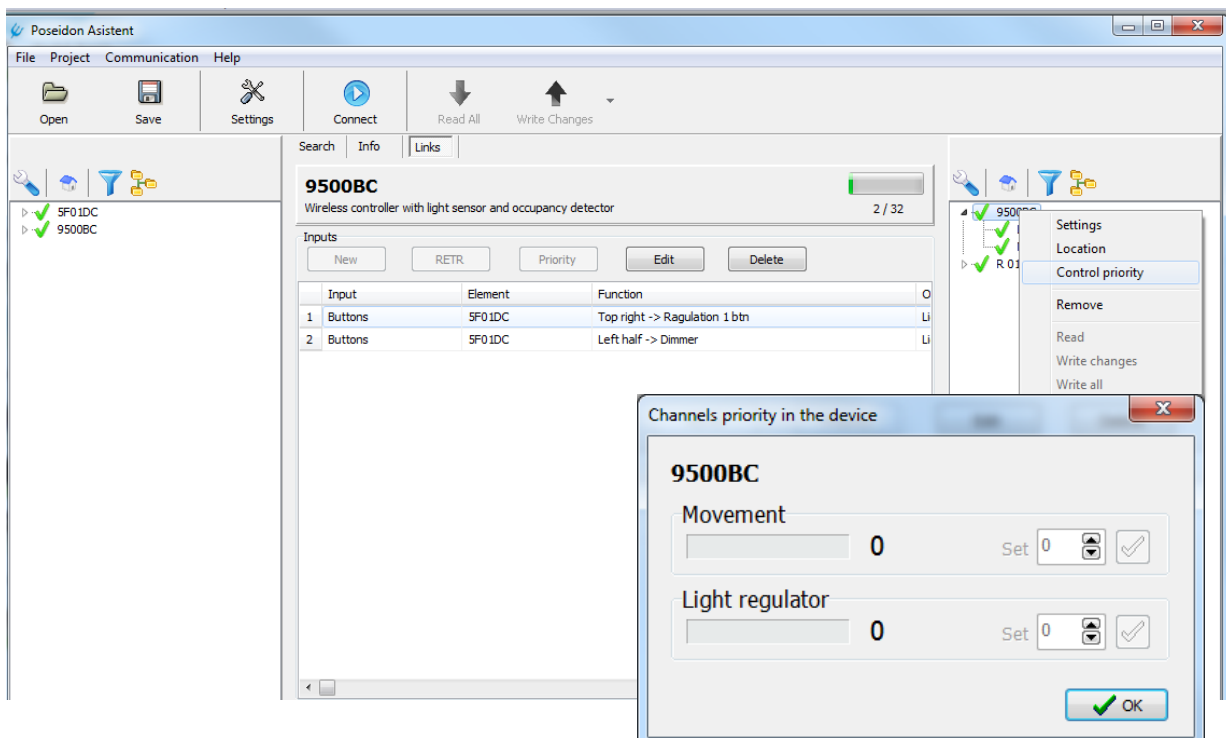 Poseidon Asistent
File Project Communication Help
Open Save Settings Connect Read All Write Changes
Search Info Links
5F01DC
9500BC
9500BC
Wireless controller with light sensor and occupancy detector
2 / 32
Inputs
New RETR Priority Edit Delete
Input Element Function O
1 Buttons 5F01DC Top right -> Ragulation 1 btn Li
2 Buttons 5F01DC Left half -> Dimmer Li
R 01
Settings
Location
Control priority
Remove
Read
Write changes
Write all
Channels priority in the device
9500BC
Movement
0 Set 0
Light regulator
0 Set 0
OK